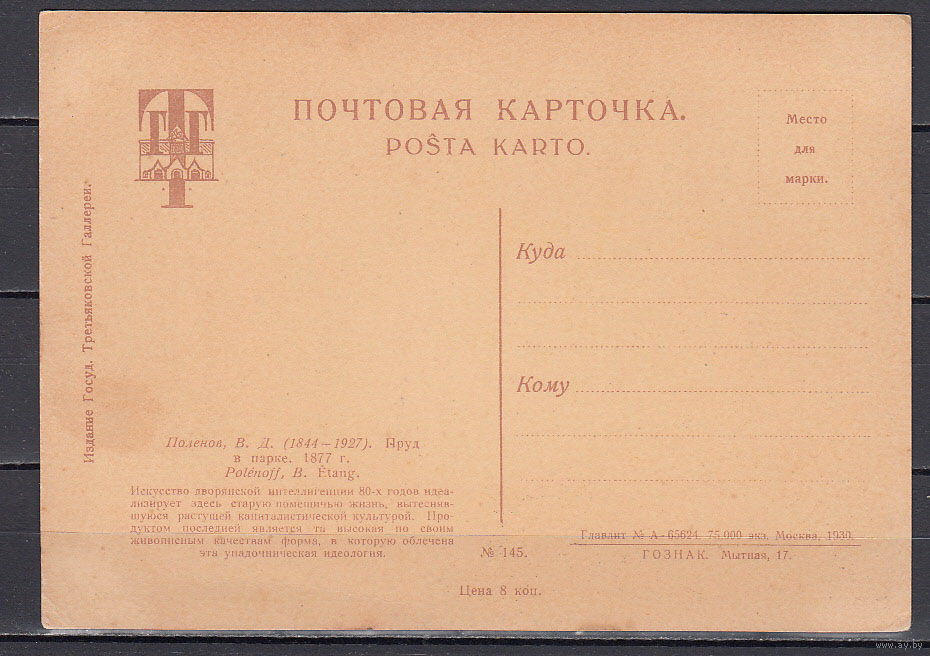 ПОЧТОВАЯ КАРТОЧКА.
POŜTA KARTO.
Место
для
марки.
Издание Госуд. Третьяковской Галлереи.
Куда
Кому
Поленов, В. Д. (1844—1927). Пруд
в парке, 1877 г.
Polénoff, B. Étang.
Искусство дворянской интеллигенции 80-х годов идеа-
лизирует здесь старую помещичью жизнь, вытесняв-
шуюся растущей капиталистической культурой. Про-
дуктом последней является та высокая по своим
живописным качествам форма, в которую облечена
эта упадочническая идеология.
№ 145.
Главлит № А-65624. 75.000 экз. Москва, 1930.
ГОЗНАК. Мытная, 17.
Цена 8 коп.
www.ay.by